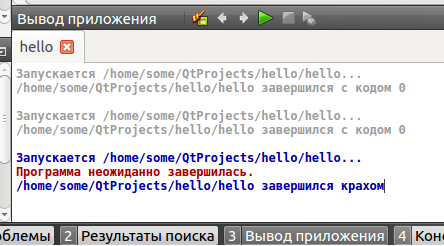 Вывод приложения
hello
Запускается /home/some/QtProjects/hello/hello...
/home/some/QtProjects/hello/hello завершился с кодом 0
Запускается /home/some/QtProjects/hello/hello...
/home/some/QtProjects/hello/hello завершился с кодом 0
Запускается /home/some/QtProjects/hello/hello...
Программа неожиданно завершилась.
/home/some/QtProjects/hello/hello завершился крахом
облемы 2 Результаты поиска 3 Вывод приложения 4 Конс